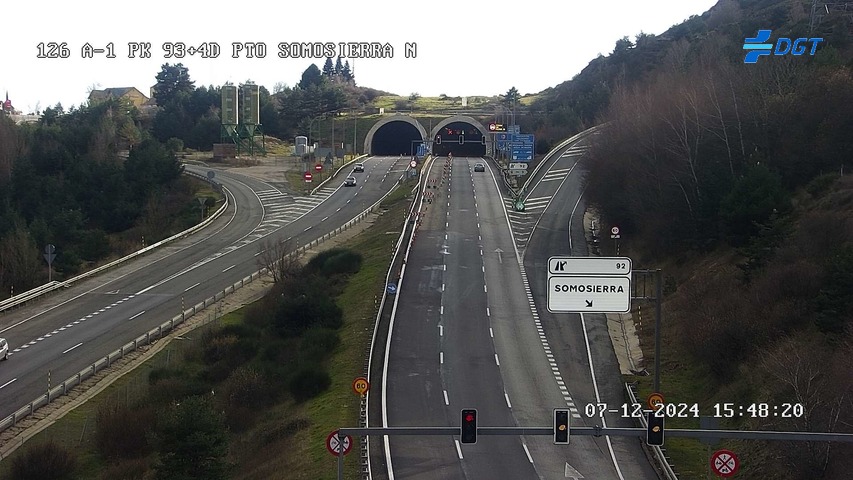 126 A-1 PK 93+4D PTO SOMOSIERRA N
DGT
92
SOMOSIERRA
80
07-12-2024 15:48:20